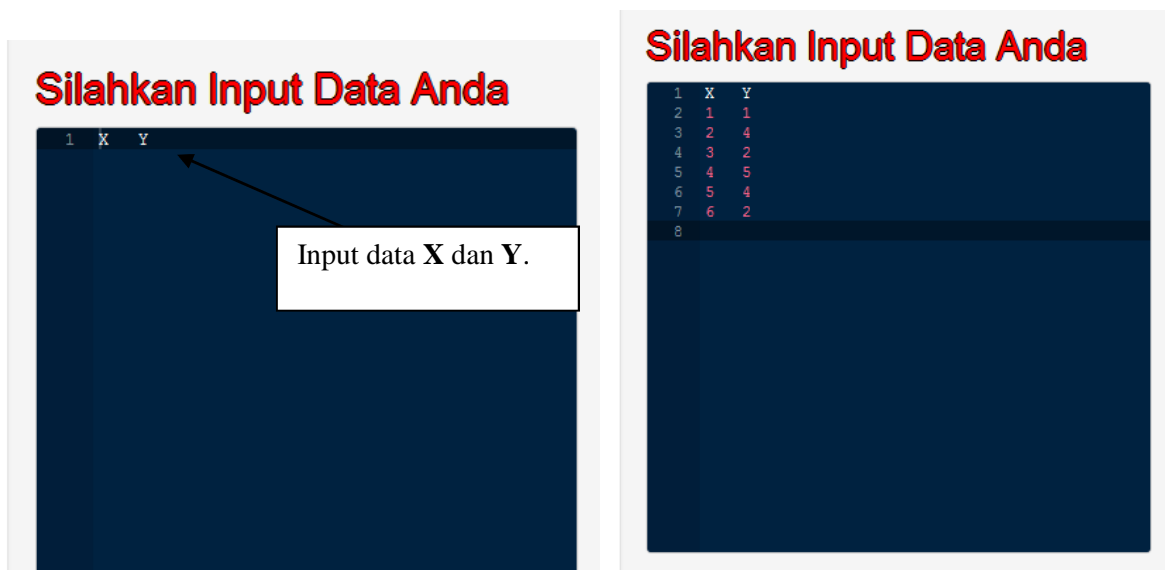 Silahkan Input Data Anda
1 X Y
Input data X dan Y.
Silahkan Input Data Anda
1 X Y
2 1 1
3 2 4
4 3 2
5 4 5
6 5 4
7 6 2
8